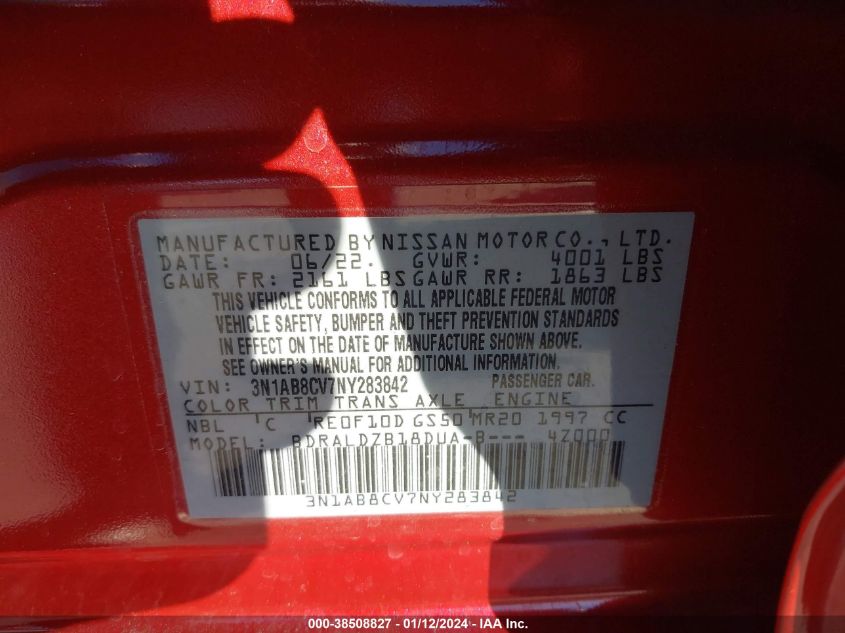 MANUFACTURED BY NISSAN MOTOR CO., LTD.
DATE: 06/22. GVWR: 4001 LBS
GAWR FR: 2161 LBS GAWR RR: 1863 LBS
THIS VEHICLE CONFORMS TO ALL APPLICABLE FEDERAL MOTOR
VEHICLE SAFETY, BUMPER AND THEFT PREVENTION STANDARDS
IN EFFECT ON THE DATE OF MANUFACTURE SHOWN ABOVE.
SEE OWNER'S MANUAL FOR ADDITIONAL INFORMATION.
VIN: 3N1AB8CV7NY283842 PASSENGER CAR.
COLOR TRIM TRANS AXLE ENGINE
NBL C RE0F10D GS50 MR20 1997 CC
MODEL: BDRALDZB18DUA-B--- 4Z000
3N1AB8CV7NY283842
000-38508827 - 01/12/2024 - IAA Inc.